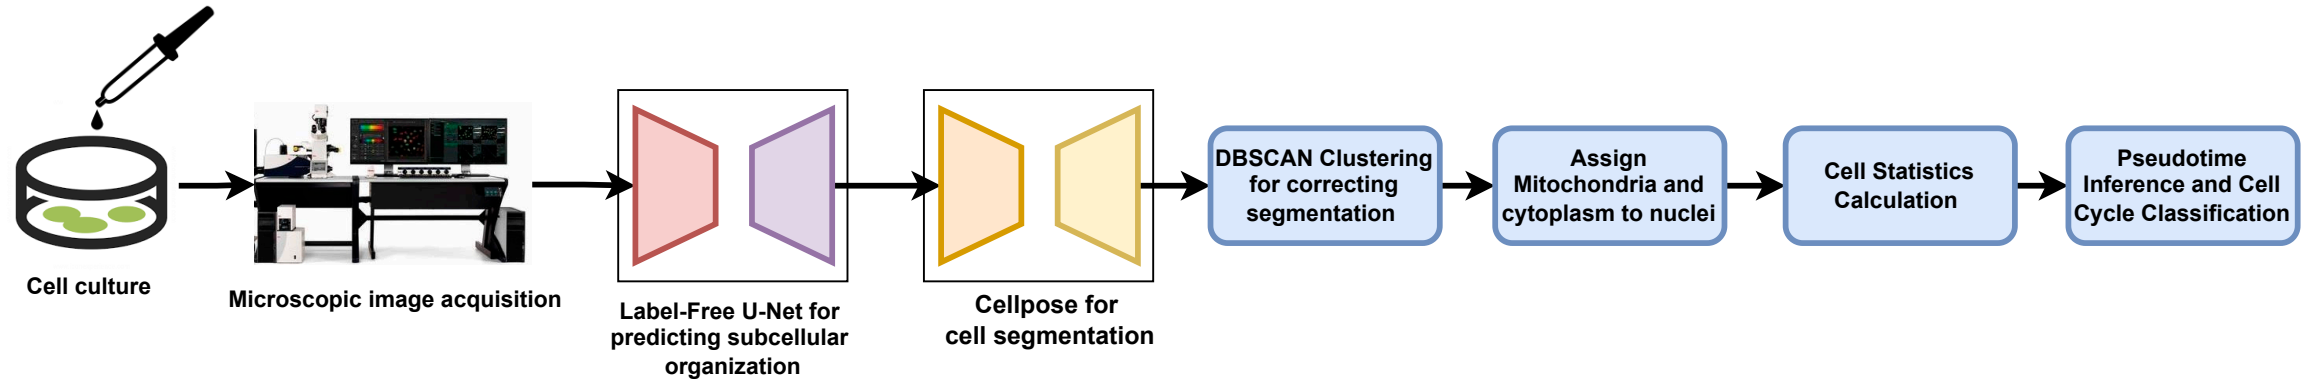 Cell culture
Microscopic image acquisition
Label-Free U-Net for
predicting subcellular
organization
Cellpose for
cell segmentation
DBSCAN Clustering
for correcting
segmentation
Assign
Mitochondria and
cytoplasm to nuclei
Cell Statistics
Calculation
Pseudotime
Inference and Cell
Cycle Classification